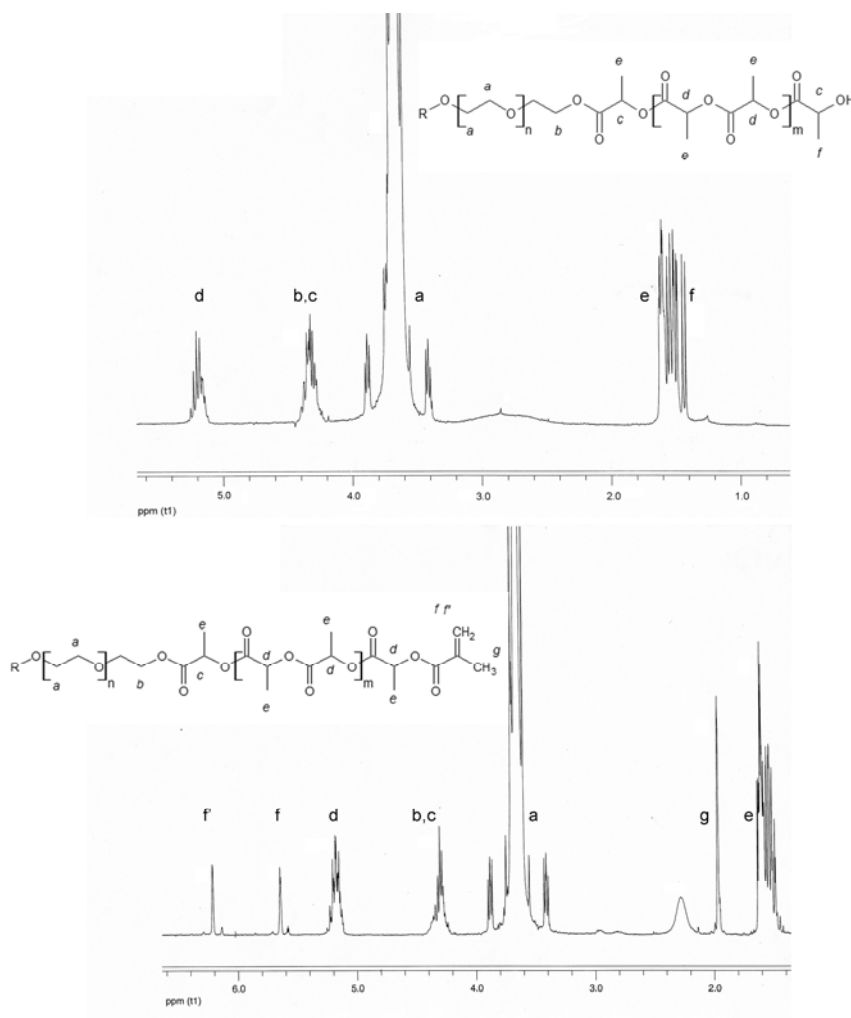 e e
O O O
a d c
R O O O O O O O OH
a n b c d m
O O f
e
d b,c a e f
5.0 4.0 3.0 2.0 1.0
ppm (t1)
f f'
e e CH₂
O O O
a d d g
R O O O O O O O CH₃
a n b c d m
O O e O
e
f' f d b,c a g e
6.0 5.0 4.0 3.0 2.0
ppm (t1)